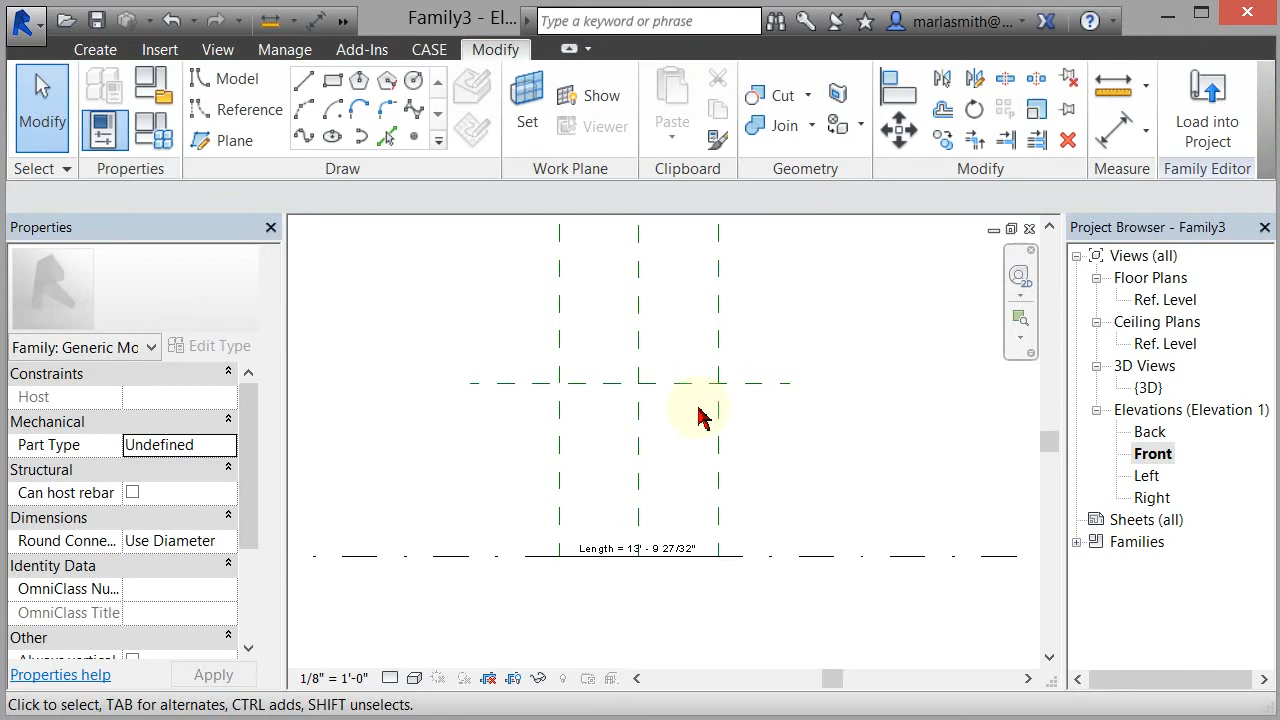 Family3 - El...
Type a keyword or phrase
marlasmith@...
Create Insert View Manage Add-Ins CASE Modify
Modify
Model
Reference
Plane
Set
Show
Viewer
Paste
Cut
Join
Load into
Project
Select
Properties
Draw
Work Plane
Clipboard
Geometry
Modify
Measure
Family Editor
Properties
Family: Generic Mo
Edit Type
Constraints
Host
Mechanical
Part Type Undefined
Structural
Can host rebar
Dimensions
Round Conne... Use Diameter
Identity Data
OmniClass Nu...
OmniClass Title
Other
Properties help
Apply
2D
Length = 13' - 9 27/32"
1/8" = 1'-0"
Project Browser - Family3
Views (all)
Floor Plans
Ref. Level
Ceiling Plans
Ref. Level
3D Views
{3D}
Elevations (Elevation 1)
Back
Front
Left
Right
Sheets (all)
Families
Click to select, TAB for alternates, CTRL adds, SHIFT unselects.